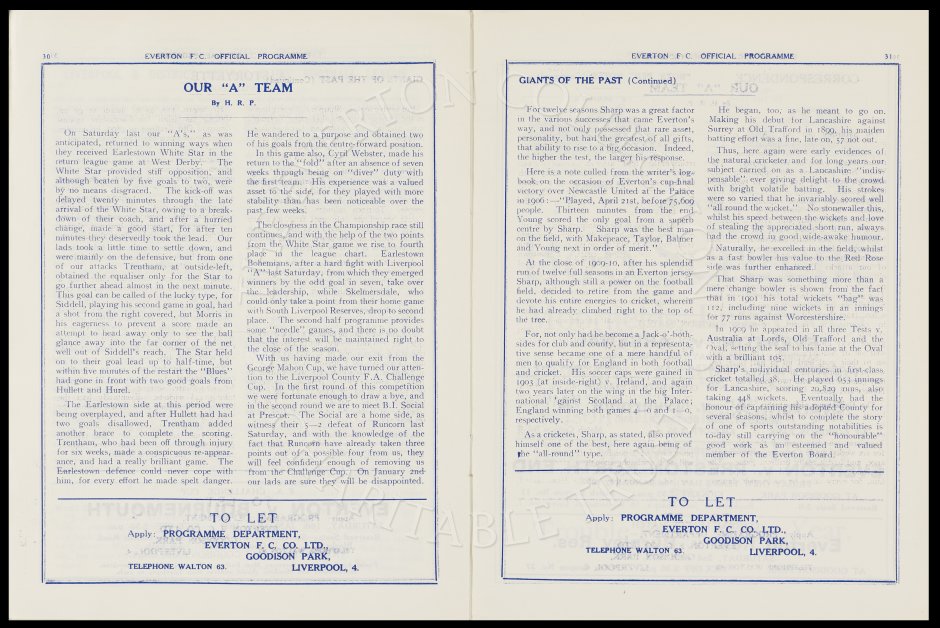 30
EVERTON F.C. OFFICIAL PROGRAMME
OUR "A" TEAM
By H. R. P.
On Saturday last our "A's," as was
anticipated, returned to winning ways when
they received Earlestown White Star in the
return league game at West Derby. The
White Star provided stiff opposition, and
although beaten by five goals to two, were
by no means disgraced. The kick-off was
delayed twenty minutes through the late
arrival of the White Star, owing to a break-
down of their coach, and after a hurried
change, made a good start, for after ten
minutes they deservedly took the lead. Our
lads took a little time to settle down, and
were mainly on the defensive, but from one
of our attacks Trentham, at outside-left,
obtained the equaliser only for the Star to
go further ahead almost in the next minute.
This goal can be called of the lucky type, for
Siddell, playing his second game in goal, had
a shot from the right covered, but Morris in
his eagerness to prevent a score made an
attempt to head away only to see the ball
glance away into the far corner of the net
well out of Siddell's reach. The Star held
on to their goal lead up to half-time, but
within five minutes of the restart the "Blues"
had gone in front with two good goals from
Hullett and Hurel.
The Earlestown side at this period were
being overplayed, and after Hullett had had
two goals disallowed, Trentham added
another brace to complete the scoring.
Trentham, who had been off through injury
for six weeks, made a conspicuous re-appear-
ance, and had a really brilliant game. The
Earlestown defence could never cope with
him, for every effort he made spelt danger.
He wandered to a purpose and obtained two
of his goals from the centre-forward position.
In this game also, Cyril Webster, made his
return to the "fold" after an absence of seven
weeks through being on "diver" duty with
the first team. His experience was a valued
asset to the side, for they played with more
stability than has been noticeable over the
past few weeks.
The closeness in the Championship race still
continues, and with the help of the two points
from the White Star game we rise to fourth
place in the league chart. Earlestown
Bohemians, after a hard fight with Liverpool
"A" last Saturday, from which they emerged
winners by the odd goal in seven, take over
the leadership, while Skelmersdale, who
could only take a point from their home game
with South Liverpool Reserves, drop to second
place. The second half programme provides
some "needle" games, and there is no doubt
that the interest will be maintained right to
the close of the season.
With us having made our exit from the
George Mahon Cup, we have turned our atten-
tion to the Liverpool County F.A. Challenge
Cup. In the first round of this competition
we were fortunate enough to draw a bye, and
in the second round we are to meet B.I. Social
at Prescot. The Social are a home side, as
witness their 5—2 defeat of Runcorn last
Saturday, and with the knowledge of the
fact that Runcorn have already taken three
points out of a possible four from us, they
will feel confident enough of removing us
from the Challenge Cup. On January 2nd
our lads are sure they will be disappointed.
TO LET
Apply: PROGRAMME DEPARTMENT,
EVERTON F. C. CO. LTD.,
GOODISON PARK,
TELEPHONE WALTON 63. LIVERPOOL, 4.
EVERTON F.C. OFFICIAL PROGRAMME
31
GIANTS OF THE PAST (Continued)
For twelve seasons Sharp was a great factor
in the various successes that came Everton's
way, and not only possessed that rare asset,
personality, but had the greatest of all gifts,
that ability to rise to a big occasion. Indeed,
the higher the test, the larger his response.
Here is a note culled from the writer's log-
book on the occasion of Everton's cup-final
victory over Newcastle United at the Palace
in 1906:—"Played, April 21st, before 75,609
people. Thirteen minutes from the end
Young scored the only goal from a superb
centre by Sharp. Sharp was the best man
on the field, with Makepeace, Taylor, Balmer
and Young next in order of merit."
At the close of 1909-10, after his splendid
run of twelve full seasons in an Everton jersey
Sharp, although still a power on the football
field, decided to retire from the game and
devote his entire energies to cricket, wherein
he had already climbed right to the top of
the tree.
For, not only had he become a Jack-o'-both-
sides for club and county, but in a representa-
tive sense became one of a mere handful of
men to qualify for England in both football
and cricket. His soccer caps were gained in
1903 [at inside-right) v. Ireland, and again
two years later on the wing in the big Inter-
national 'gainst Scotland at the Palace;
England winning both games 4—0 and 1—0,
respectively.
As a cricketer, Sharp, as stated, also proved
himself one of the best, here again being of
the "all-round" type.
He began, too, as he meant to go on.
Making his debut for Lancashire against
Surrey at Old Trafford in 1899, his maiden
batting effort was a fine, late on, 57 not out.
Thus, here again were early evidences of
the natural cricketer and for long years our
subject carried on as a Lancashire "indis-
pensable" ever giving delight to the crowd
with bright volatile batting. His strokes
were so varied that he invariably scored well
"all round the wicket." No stonewaller this,
whilst his speed between the wickets and love
of stealing the appreciated short run, always
had the crowd in good wide-awake humour.
Naturally, he excelled in the field; whilst
as a fast bowler his value to the Red Rose
side was further enhanced.
That Sharp was something more than a
mere change bowler is shown from the fact
that in 1901 his total wickets "bag" was
112, including nine wickets in an innings
for 77 runs against Worcestershire.
In 1909 he appeared in all three Tests v.
Australia at Lords, Old Trafford and the
Oval, setting the seal to his fame at the Oval
with a brilliant 105.
Sharp's individual centuries in first-class
cricket totalled 38. He played 653 innings
for Lancashire, scoring 20,829 runs, also
taking 448 wickets. Eventually had the
honour of captaining his adopted County for
several seasons, whilst to complete the story
of one of sports outstanding notabilities is
to-day still carrying on the "honourable"
good work as an esteemed and valued
member of the Everton Board.
TO LET
Apply: PROGRAMME DEPARTMENT,
EVERTON F. C. CO. LTD.,
GOODISON PARK,
TELEPHONE WALTON 63. LIVERPOOL, 4.